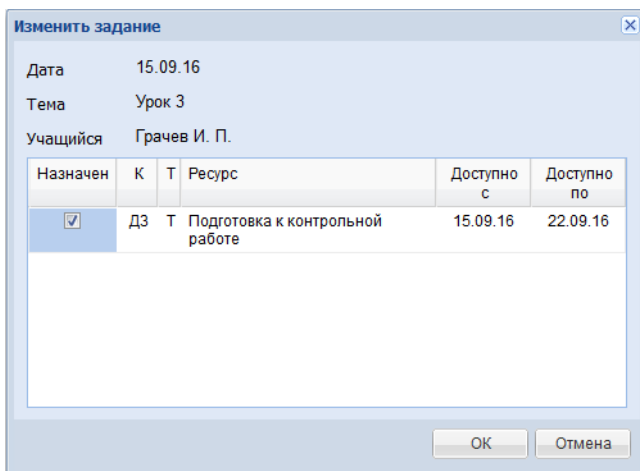 Изменить задание
Дата 15.09.16
Тема Урок 3
Учащийся Грачев И. П.
Назначен К Т Ресурс Доступно с Доступно по
ДЗ Т Подготовка к контрольной работе 15.09.16 22.09.16
ОК Отмена